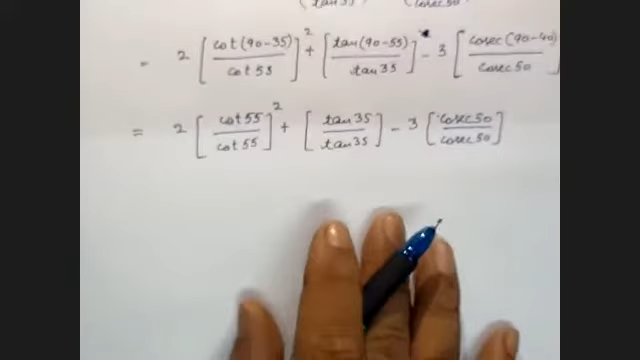 = 2 [cot(90-35)/cot 55]² + [tan(90-55)/tan 35] - 3 [cosec(90-40)/cosec 50]
= 2 [cot 55/cot 55]² + [tan 35/tan 35] - 3 [cosec 50/cosec 50]